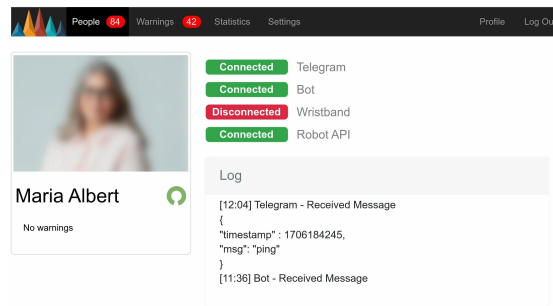 People 84 Warnings 42 Statistics Settings Profile Log Ou
Connected Telegram
Connected Bot
Disconnected Wristband
Connected Robot API
Maria Albert
No warnings
Log
[12:04] Telegram - Received Message
{
"timestamp" : 1706184245,
"msg": "ping"
}
[11:36] Bot - Received Message